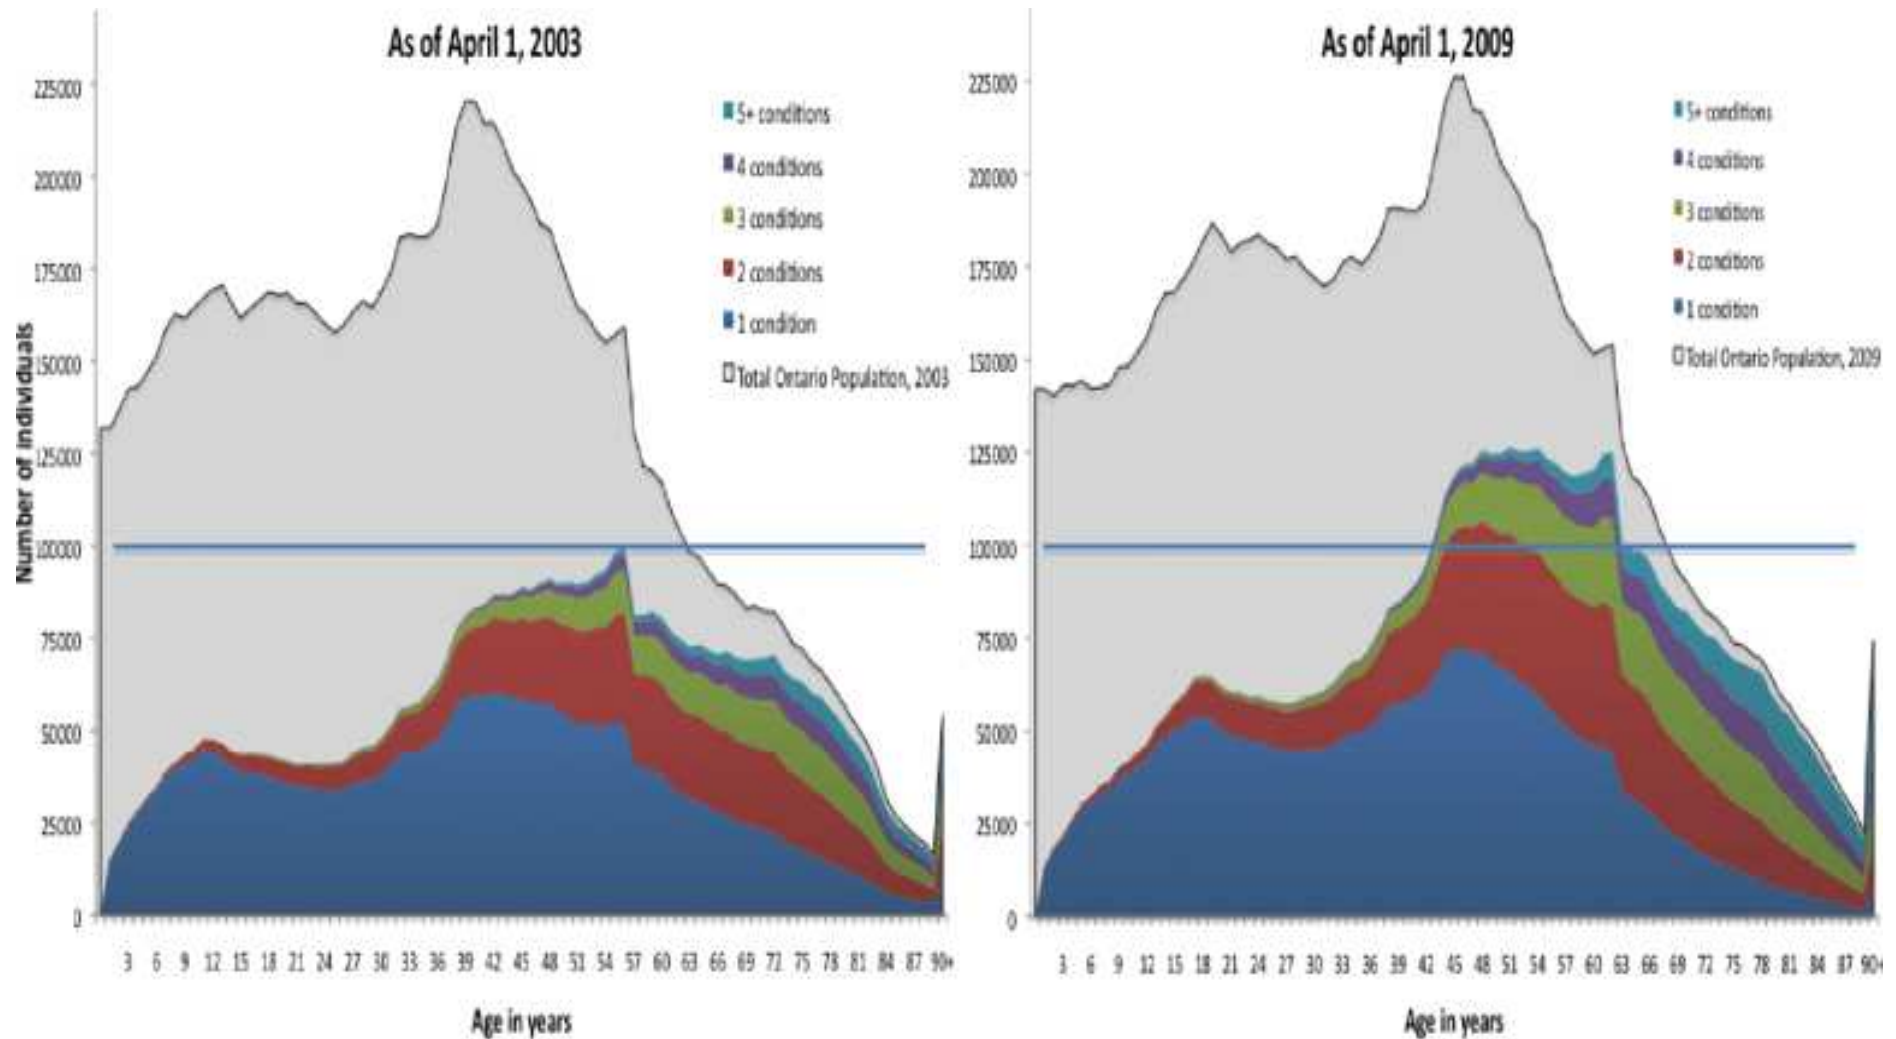 As of April 1, 2003
Number of individuals
225000
200000
175000
150000
125000
100000
75000
50000
25000
0
5+ conditions
4 conditions
3 conditions
2 conditions
1 condition
Total Ontario Population, 2003
3 6 9 12 15 18 21 24 27 30 33 36 39 42 45 48 51 54 57 60 63 66 69 72 75 78 81 84 87 90+
Age in years
As of April 1, 2009
225000
200000
175000
150000
125000
100000
75000
50000
25000
0
5+ conditions
4 conditions
3 conditions
2 conditions
1 condition
Total Ontario Population, 2009
3 6 9 12 15 18 21 24 27 30 33 36 39 42 45 48 51 54 57 60 63 66 69 72 75 78 81 84 87 90+
Age in years